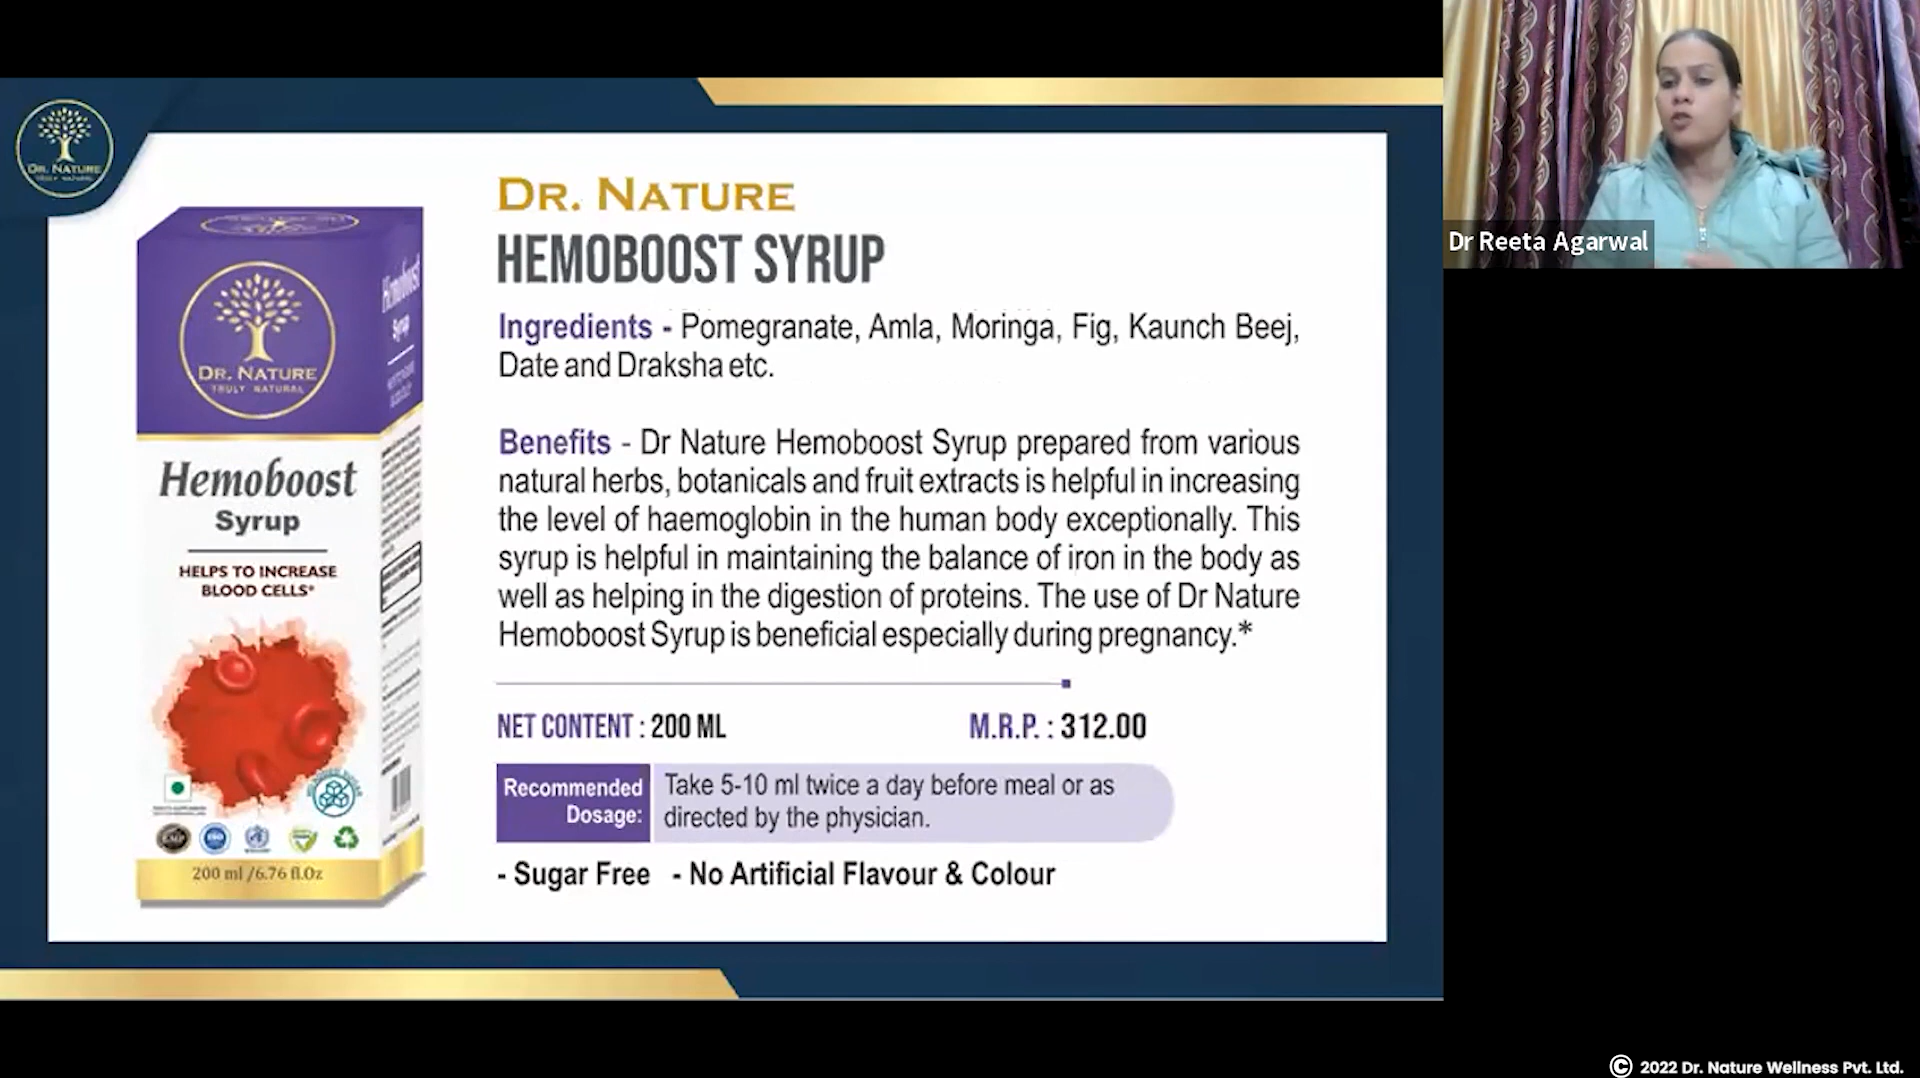 DR. NATURE
TRULY NATURAL
DR. NATURE
HEMOBOOST SYRUP
Ingredients - Pomegranate, Amla, Moringa, Fig, Kaunch Beej,
Date and Draksha etc.
Benefits - Dr Nature Hemoboost Syrup prepared from various
natural herbs, botanicals and fruit extracts is helpful in increasing
the level of haemoglobin in the human body exceptionally. This
syrup is helpful in maintaining the balance of iron in the body as
well as helping in the digestion of proteins. The use of Dr Nature
Hemoboost Syrup is beneficial especially during pregnancy.*
NET CONTENT : 200 ML
M.R.P. : 312.00
Recommended
Dosage:
Take 5-10 ml twice a day before meal or as
directed by the physician.
- Sugar Free - No Artificial Flavour & Colour
DR. NATURE
TRULY NATURAL
Hemoboost
Syrup
HELPS TO INCREASE
BLOOD CELLS*
200 ml /6.76 fl.Oz
Hemoboost
Syrup
Dr Reeta Agarwal
© 2022 Dr. Nature Wellness Pvt. Ltd.